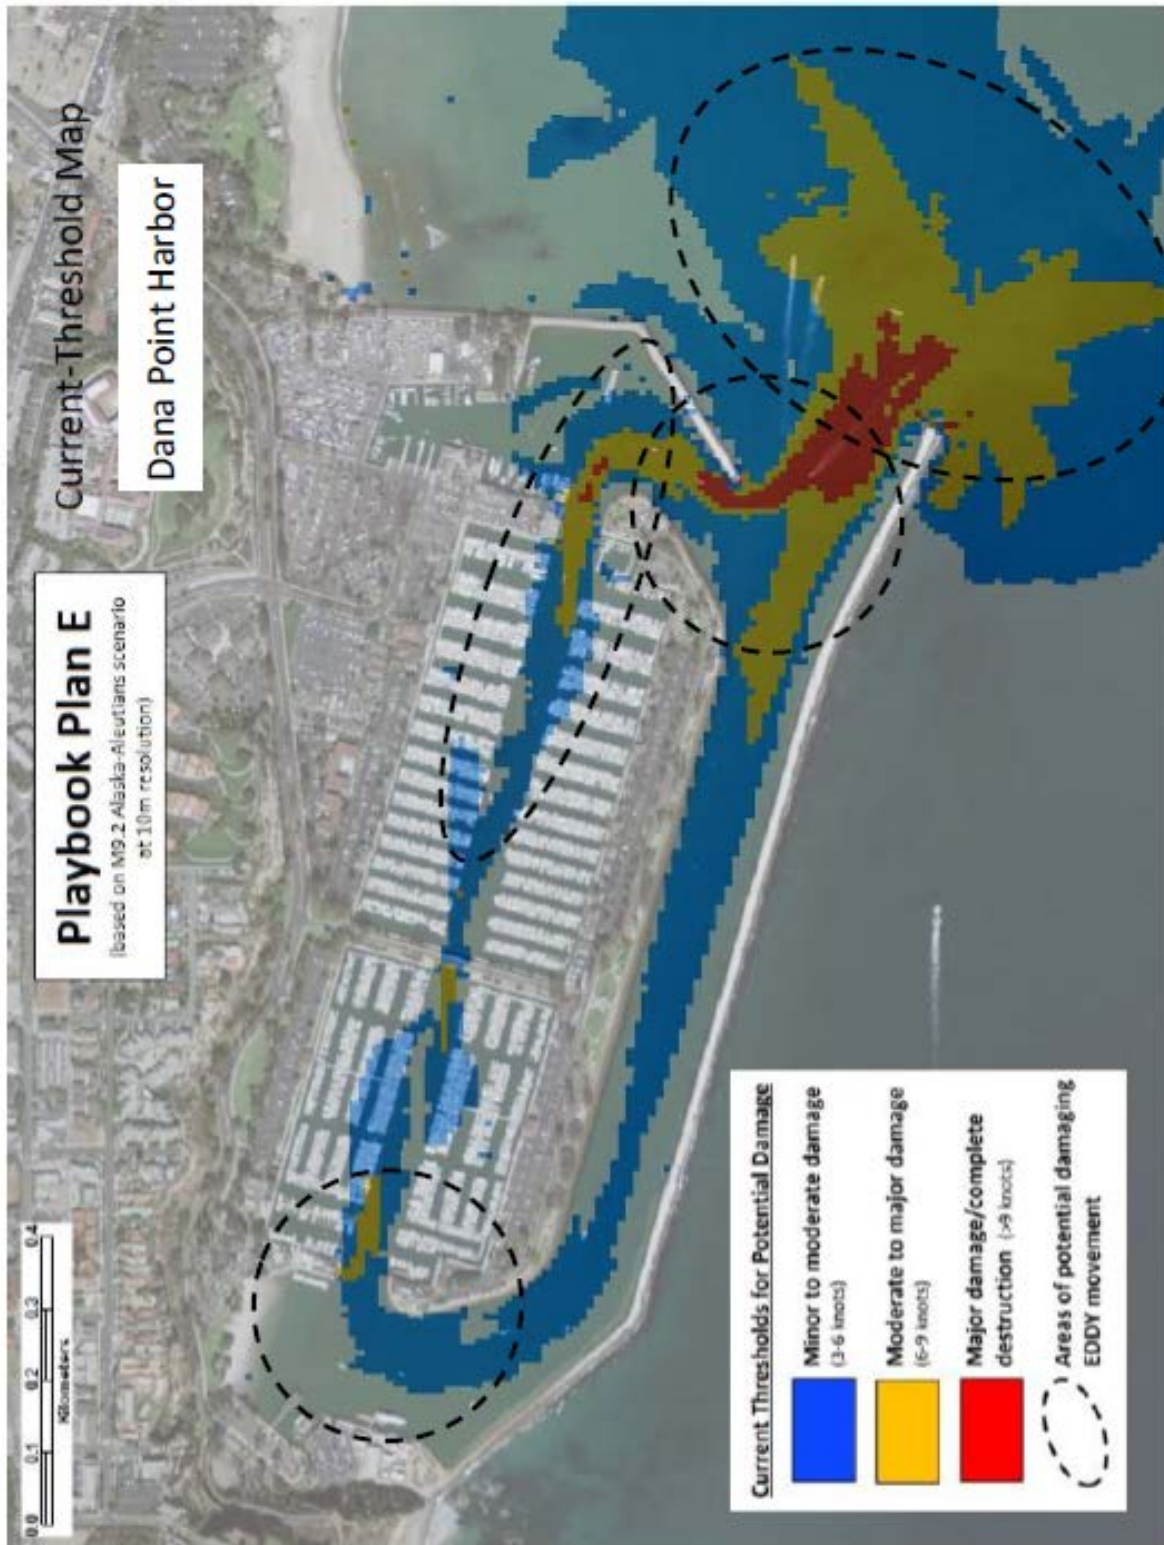 Current-Threshold Map
Dana Point Harbor
Playbook Plan E
(based on M9.2 Alaska-Aleutians scenario
at 10m resolution)
0.0 0.1 0.2 0.3 0.4
Kilometers
Current Thresholds for Potential Damage
Minor to moderate damage
(3-6 knots)
Moderate to major damage
(6-9 knots)
Major damage/complete
destruction (>9 knots)
Areas of potential damaging
EDDY movement